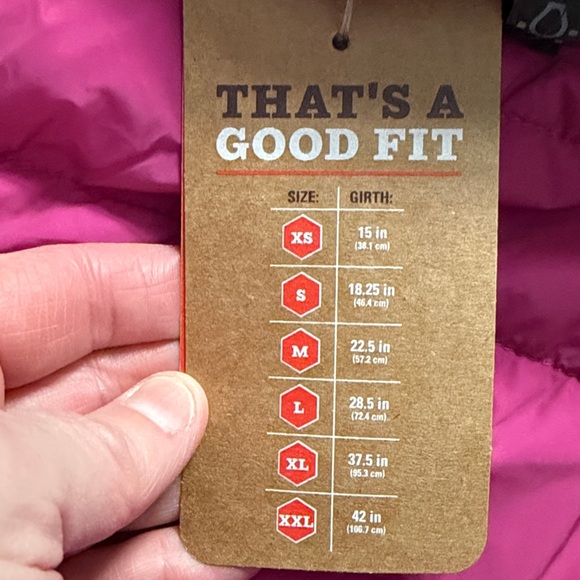 THAT'S A
GOOD FIT
SIZE: GIRTH:
XS 15 in
(38.1 cm)
S 18.25 in
(46.4 cm)
M 22.5 in
(57.2 cm)
L 28.5 in
(72.4 cm)
XL 37.5 in
(95.3 cm)
XXL 42 in
(106.7 cm)